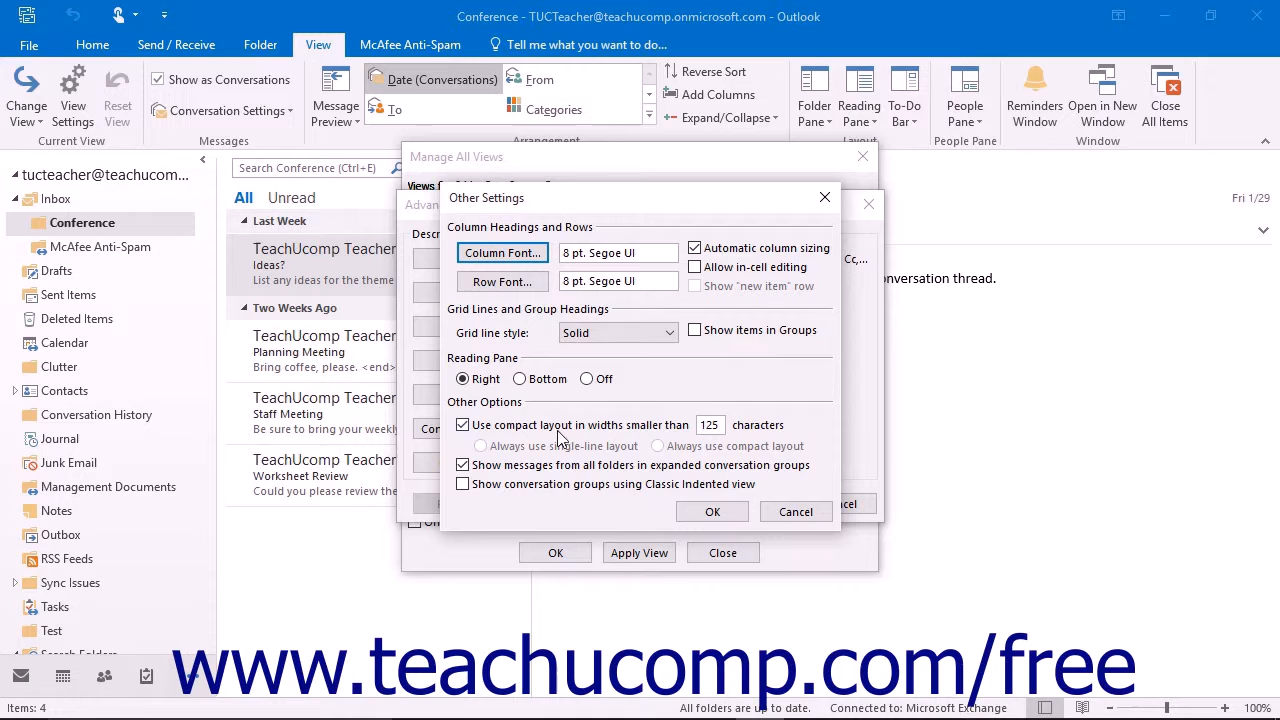 Conference - TUCTeacher@teachucomp.onmicrosoft.com - Outlook
File Home Send / Receive Folder View McAfee Anti-Spam Tell me what you want to do...
Change View View Settings Reset View
Current View
Show as Conversations
Conversation Settings
Messages
Message Preview
Date (Conversations) From
To Categories
Arrangement
Reverse Sort
Add Columns
Expand/Collapse
Folder Pane Reading Pane To-Do Bar
Layout
People Pane
People Pane
Reminders Window Open in New Window Close All Items
Window
tucteacher@teachucomp...
Inbox
Conference
McAfee Anti-Spam
Drafts
Sent Items
Deleted Items
Calendar
Clutter
Contacts
Conversation History
Journal
Junk Email
Media Management Documents
Notes
Outbox
RSS Feeds
Sync Issues
Tasks
Test
Search Folders
Search Conference (Ctrl+E)
All Unread
Last Week
TeachUcomp Teacher
Ideas?
List any ideas for the theme
Two Weeks Ago
TeachUcomp Teacher
Planning Meeting
Bring coffee, please. <end>
TeachUcomp Teacher
Staff Meeting
Be sure to bring your weekly
TeachUcomp Teacher
Worksheet Review
Could you please review the
Manage All Views
Other Settings
Column Headings and Rows
Column Font... 8 pt. Segoe UI Automatic column sizing
Allow in-cell editing
Row Font... 8 pt. Segoe UI Show "new item" row
Grid Lines and Group Headings
Grid line style: Solid Show items in Groups
Reading Pane
Right Bottom Off
Other Options
Use compact layout in widths smaller than 125 characters
Always use single-line layout Always use compact layout
Show messages from all folders in expanded conversation groups
Show conversation groups using Classic Indented view
OK Cancel
OK Apply View Close
Fri 1/29
Cc,...
onversation thread.
www.teachucomp.com/free
Items: 4 All folders are up to date. Connected to: Microsoft Exchange 100%